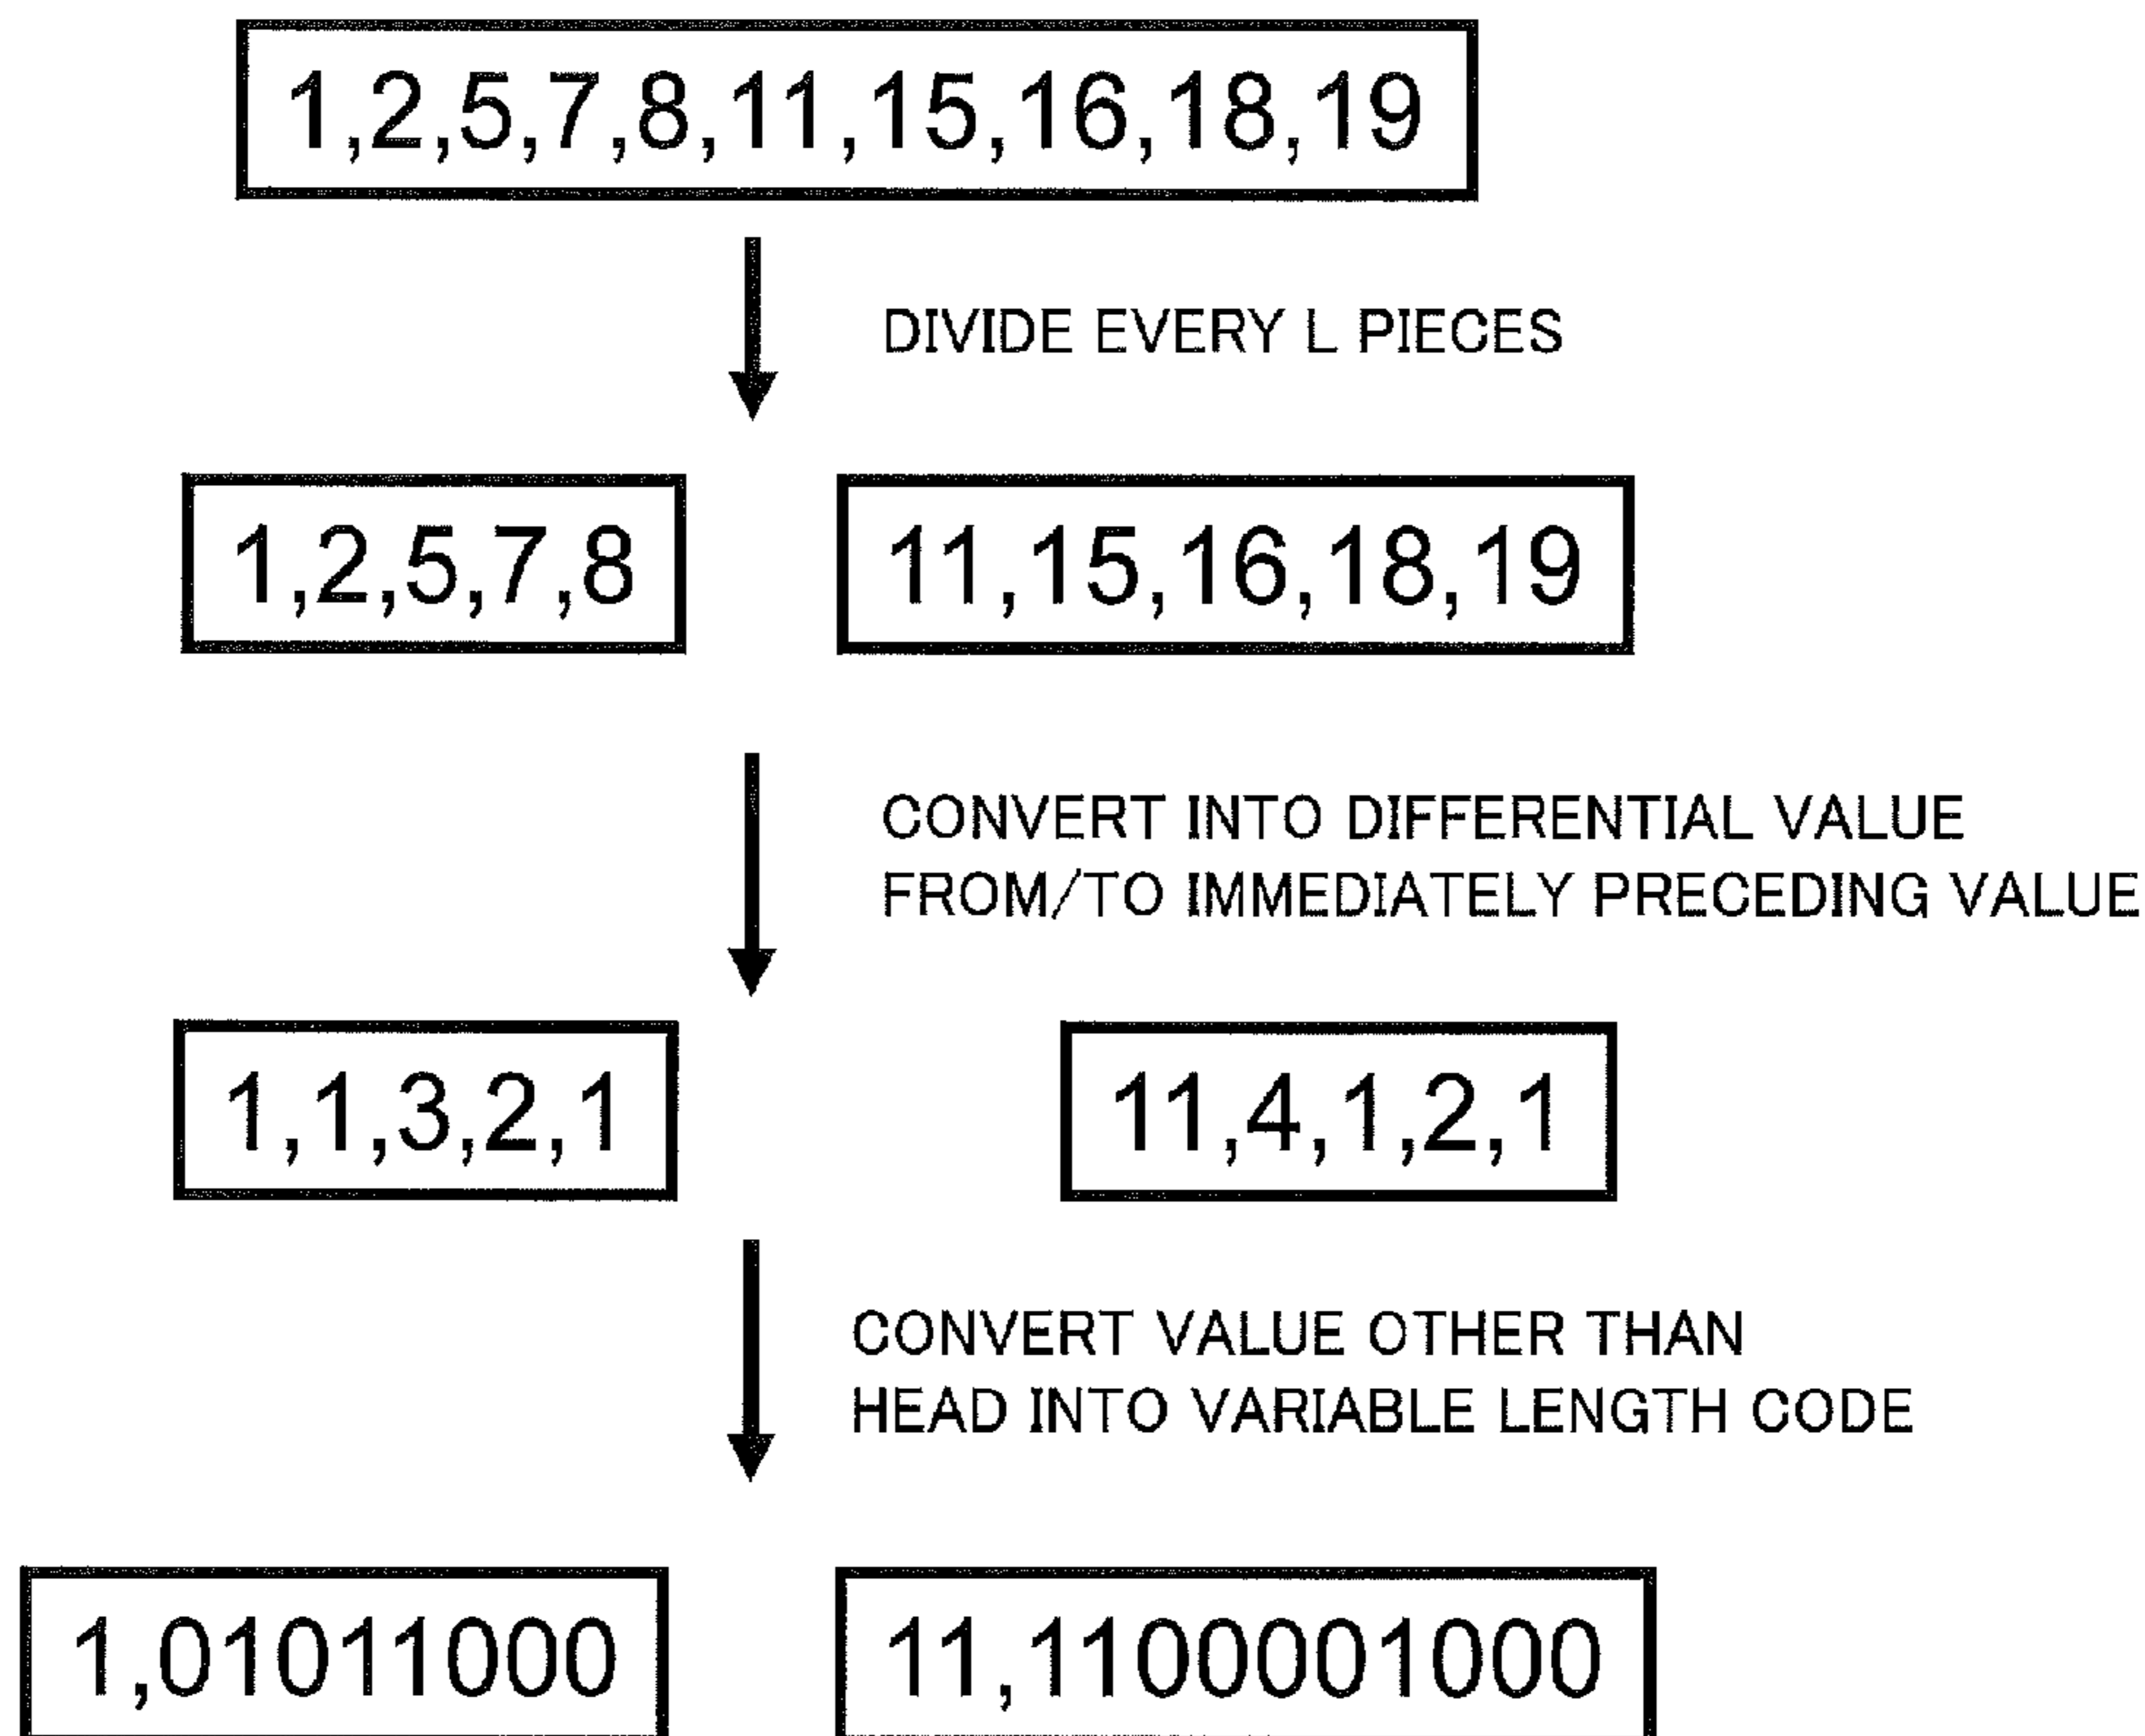 1,2,5,7,8,11,15,16,18,19
DIVIDE EVERY L PIECES
1,2,5,7,8
11,15,16,18,19
CONVERT INTO DIFFERENTIAL VALUE
FROM/TO IMMEDIATELY PRECEDING VALUE
1,1,3,2,1
11,4,1,2,1
CONVERT VALUE OTHER THAN
HEAD INTO VARIABLE LENGTH CODE
1,01011000
11,1100001000